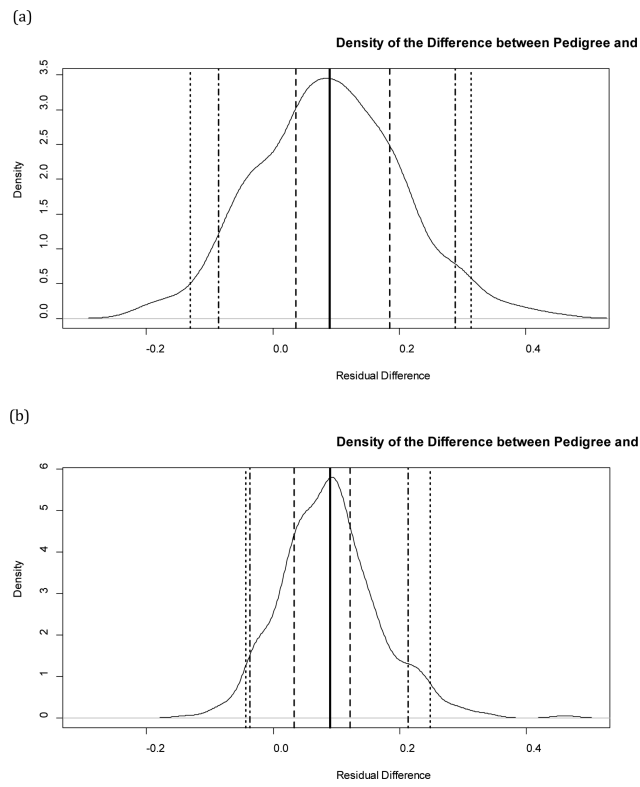 (a)
Density of the Difference between Pedigree and
Density
0.0 0.5 1.0 1.5 2.0 2.5 3.0 3.5
-0.2 0.0 0.2 0.4
Residual Difference
(b)
Density of the Difference between Pedigree and
Density
0 1 2 3 4 5 6
-0.2 0.0 0.2 0.4
Residual Difference